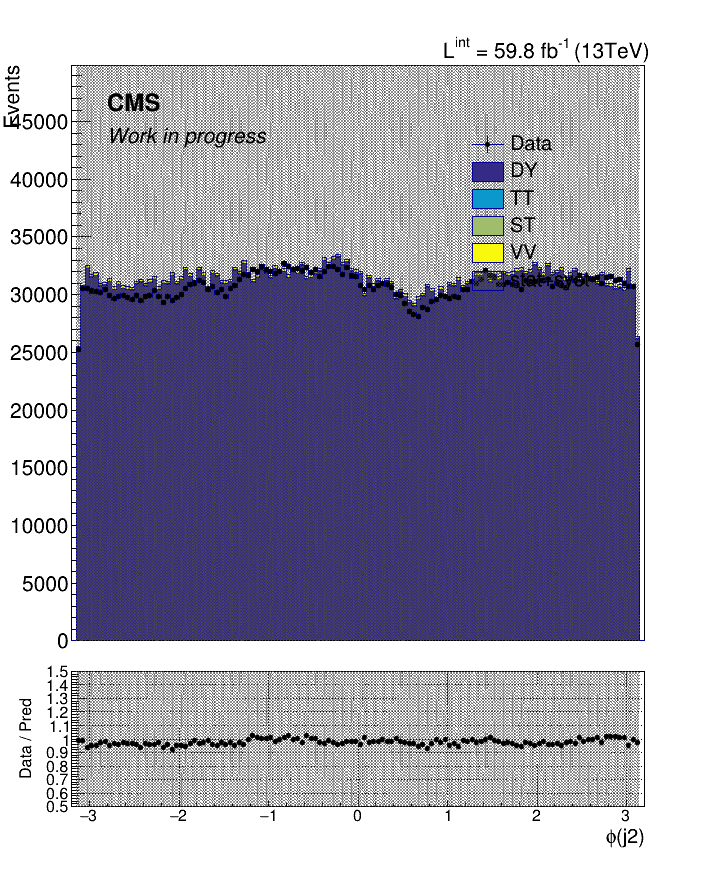 L^int = 59.8 fb^-1 (13TeV)
Events
CMS
Work in progress
Data
DY
TT
ST
VV
45000
40000
35000
30000
25000
20000
15000
10000
5000
0
Data / Pred
1.5
1.4
1.3
1.2
1.1
1
0.9
0.8
0.7
0.6
0.5
−3 −2 −1 0 1 2 3
ϕ(j2)